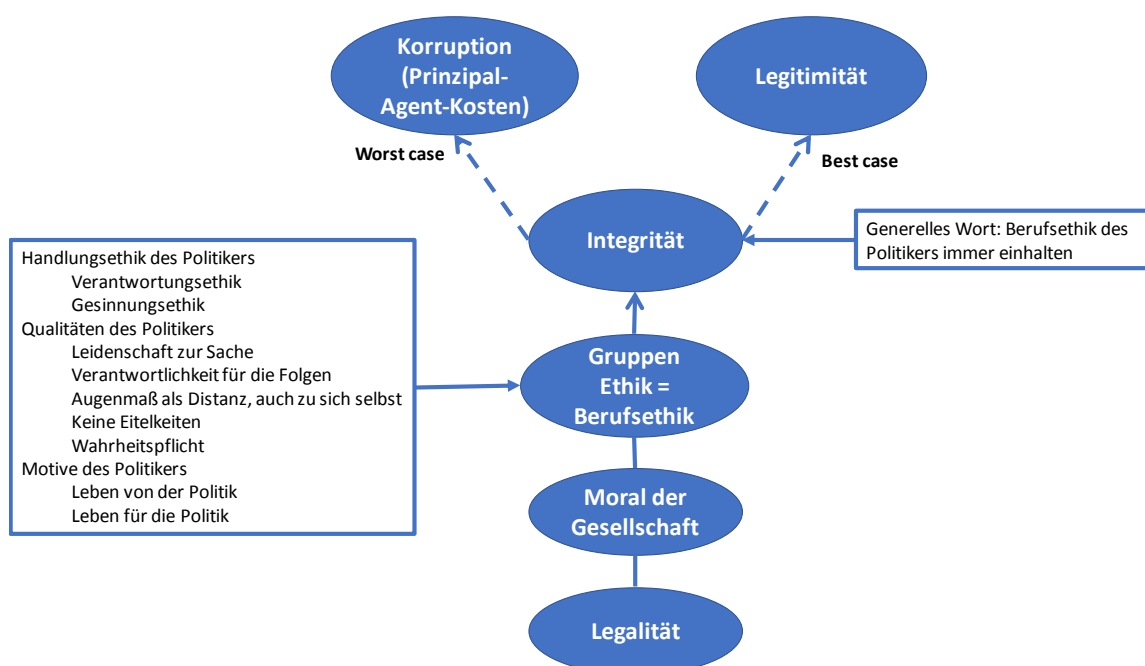 Korruption
(Prinzipal-
Agent-Kosten)
Legitimität
Worst case
Best case
Integrität
Generelles Wort: Berufsethik des
Politikers immer einhalten
Handlungsethik des Politikers
Verantwortungsethik
Gesinnungsethik
Qualitäten des Politikers
Leidenschaft zur Sache
Verantwortlichkeit für die Folgen
Augenmaß als Distanz, auch zu sich selbst
Keine Eitelkeiten
Wahrheitspflicht
Motive des Politikers
Leben von der Politik
Leben für die Politik
Gruppen
Ethik =
Berufsethik
Moral der
Gesellschaft
Legalität